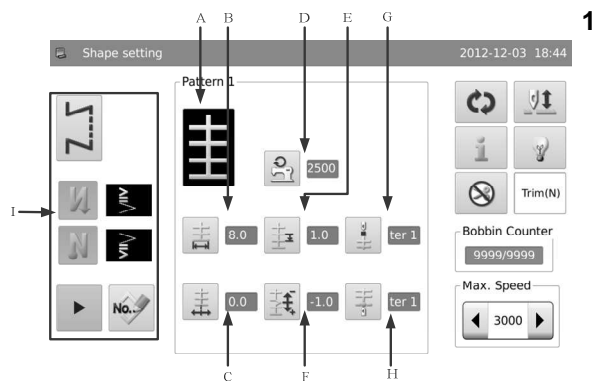 1
A B D E G
Shape setting 2012-12-03 18:44
Pattern 1
2500
I
Trim(N)
8.0 1.0 ter 1
Bobbin Counter
9999/9999
Max. Speed
No. 0.0 -1.0 ter 1
3000
C F H